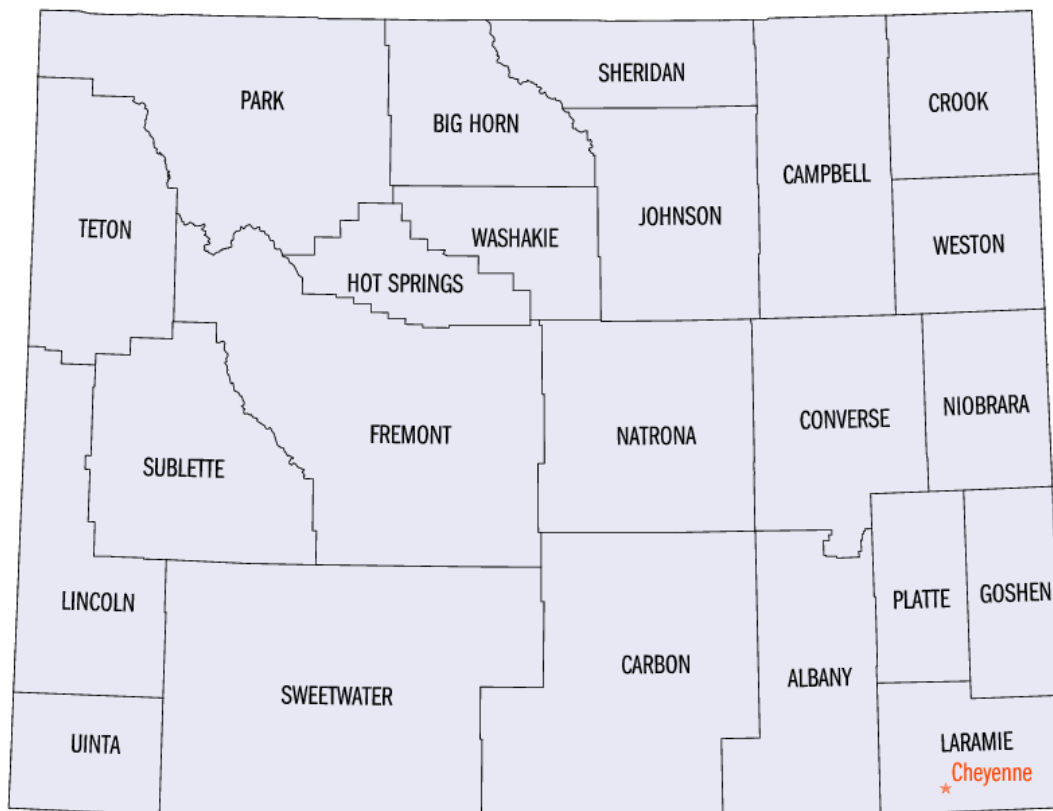 SHERIDAN
PARK
CROOK
BIG HORN
CAMPBELL
JOHNSON
TETON
WASHAKIE
WESTON
HOT SPRINGS
NIOBRARA
CONVERSE
FREMONT
NATRONA
SUBLETTE
GOSHEN
PLATTE
LINCOLN
CARBON
ALBANY
SWEETWATER
LARAMIE
UINTA
Cheyenne